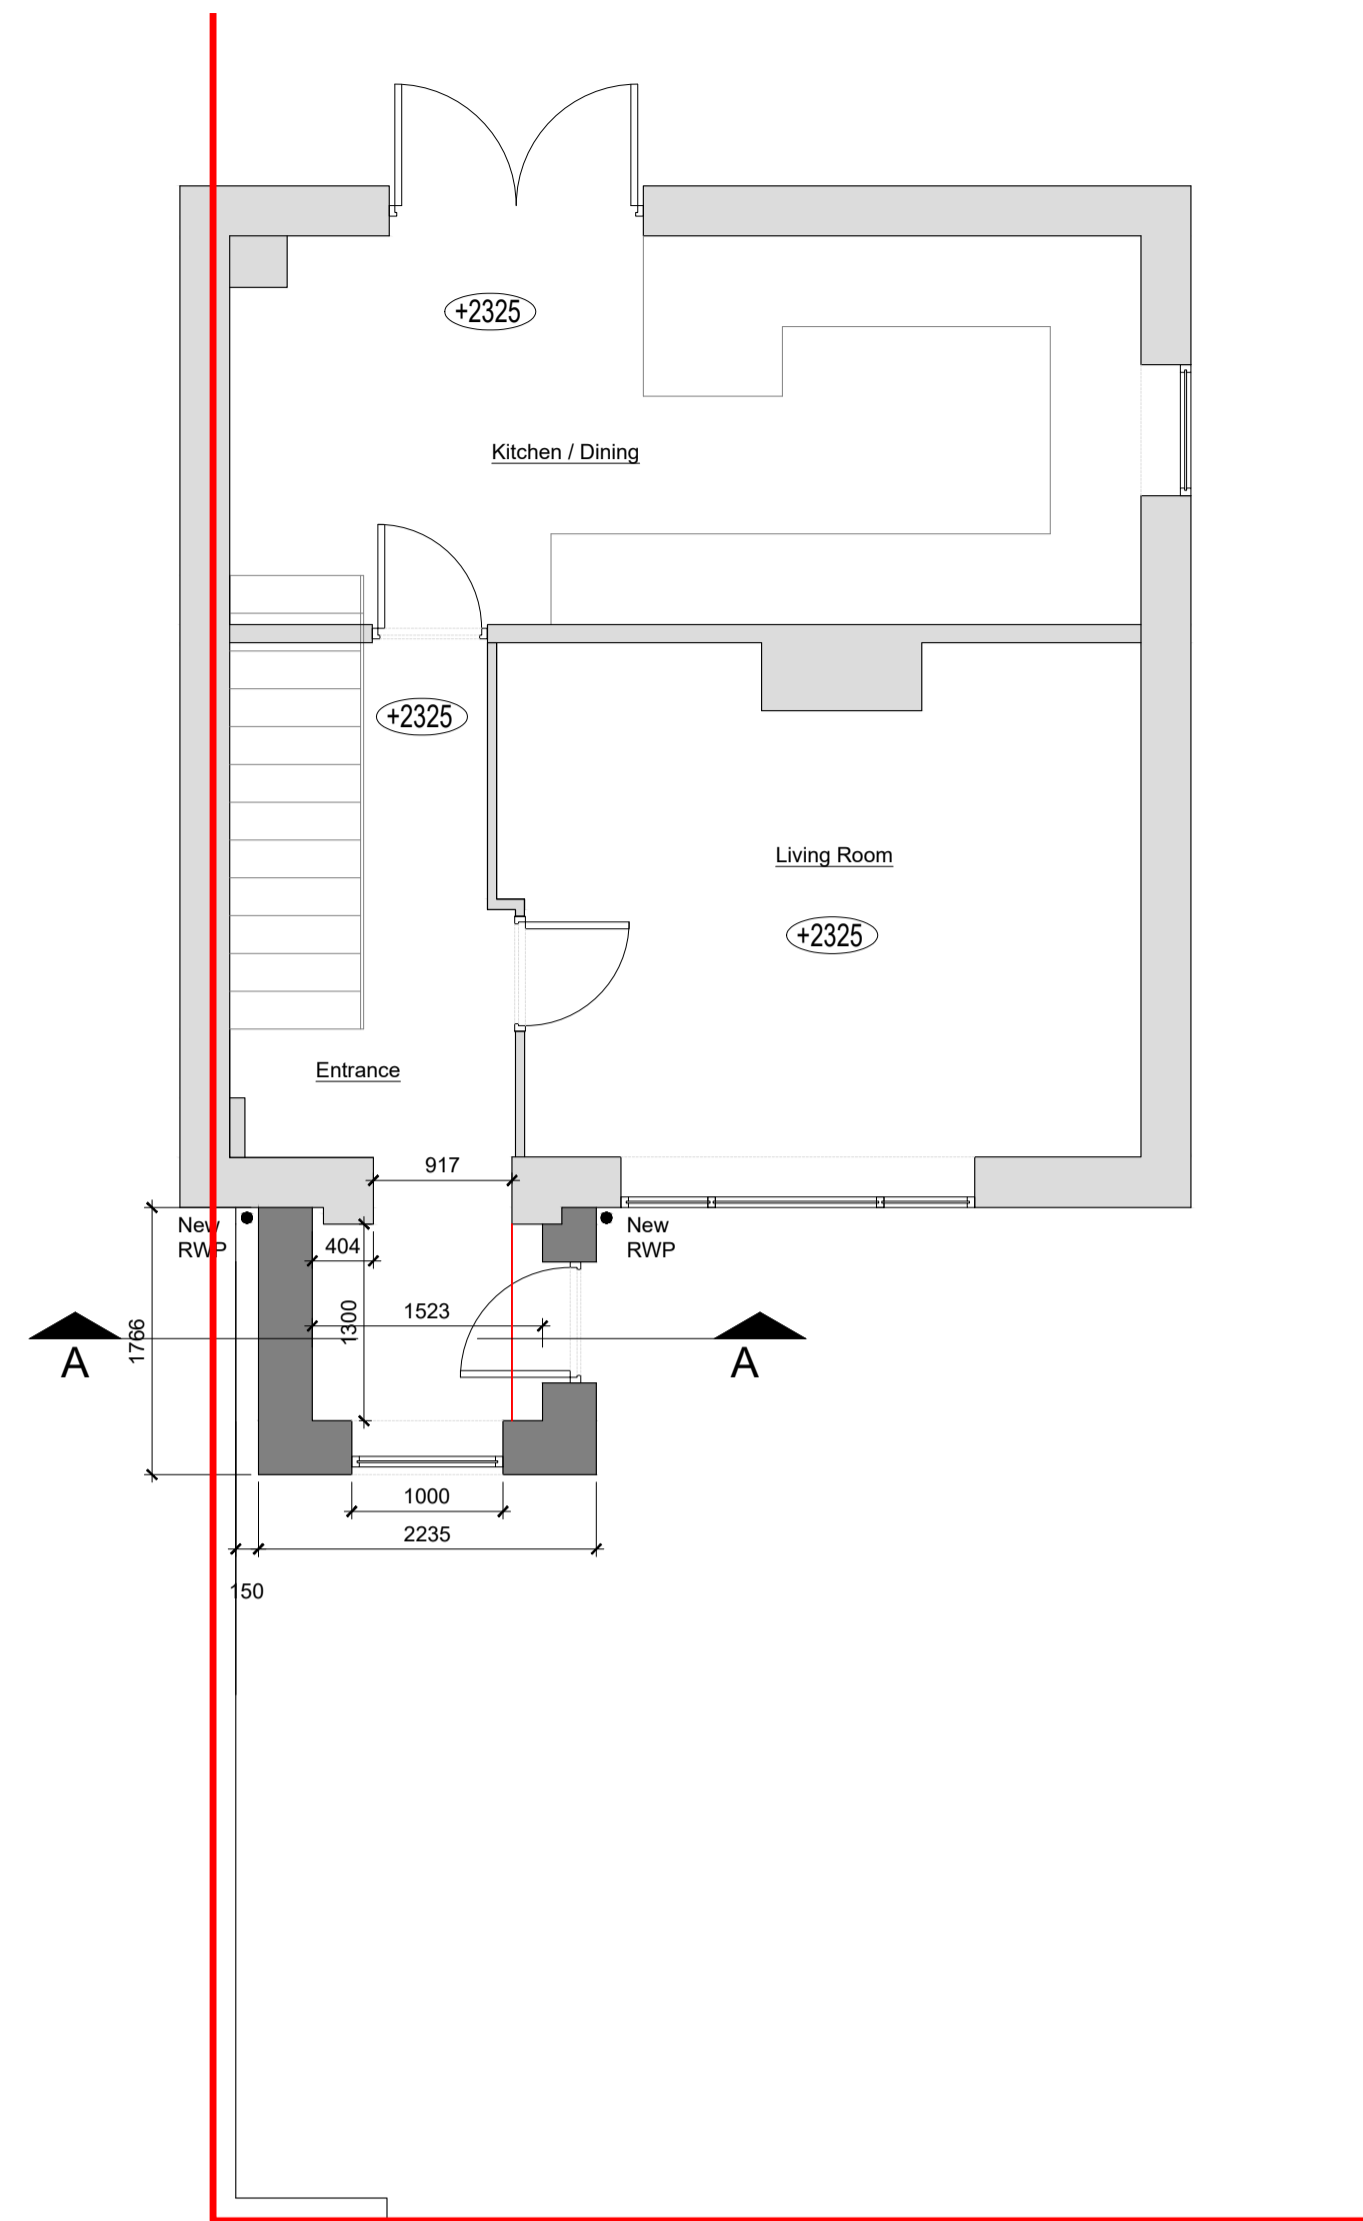 +2325
Kitchen / Dining
+2325
Living Room
+2325
Entrance
917
New
RWP
404
New
RWP
1523
1300
1766
A
A
1000
2235
150